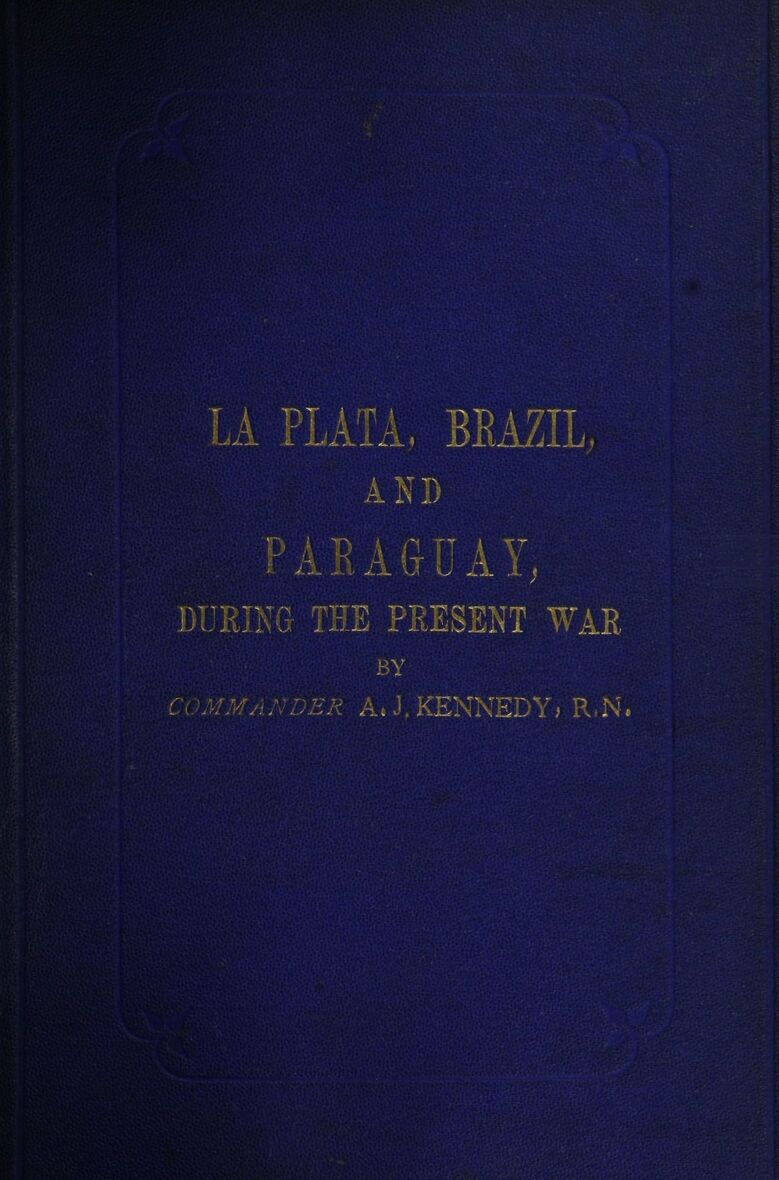 LA PLATA, BRAZIL,
AND
PARAGUAY,
DURING THE PRESENT WAR
BY
COMMANDER A. J. KENNEDY, R.N.